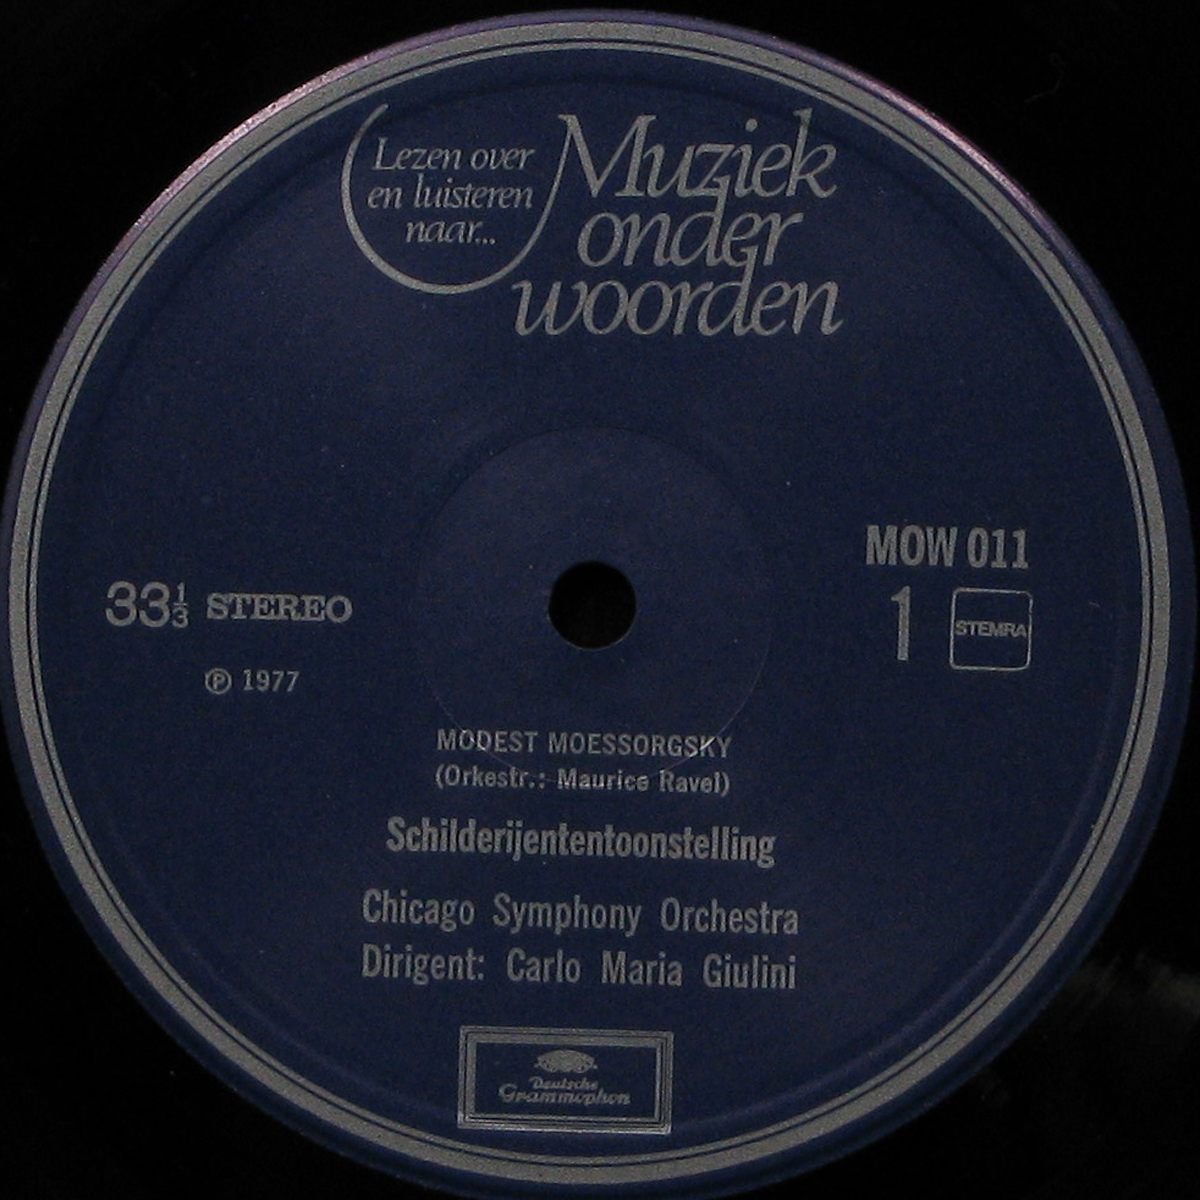 Lezen over
en luisteren
naar...
Muziek
onder
woorden
MOW 011
33⅓ STEREO
1 STEMRA
℗ 1977
MODEST MOESSORGSKY
(Orkestr.: Maurice Ravel)
Schilderijententoonstelling
Chicago Symphony Orchestra
Dirigent: Carlo Maria Giulini
Deutsche
Grammophon